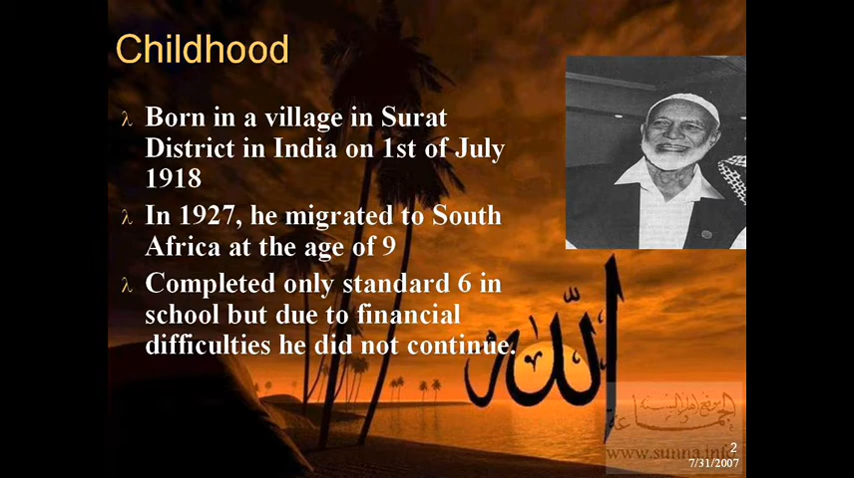 Childhood
λ Born in a village in Surat
District in India on 1st of July
1918
λ In 1927, he migrated to South
Africa at the age of 9
λ Completed only standard 6 in
school but due to financial
difficulties he did not continue.
الله
www.sunna.info
2
7/31/2007